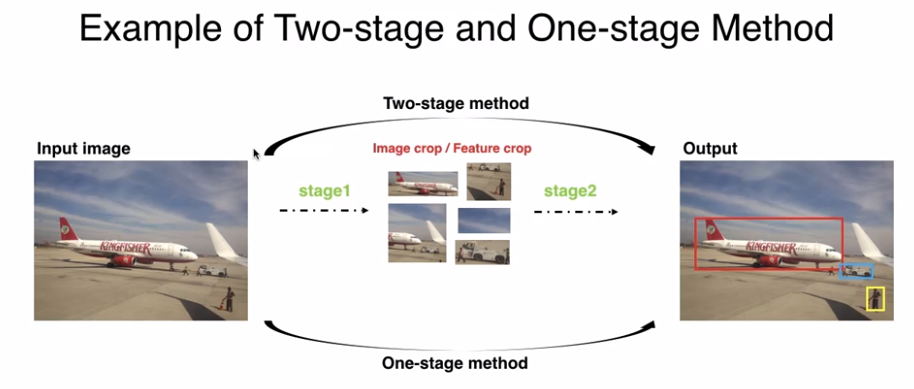 Example of Two-stage and One-stage Method
Two-stage method
Input image
Image crop / Feature crop
Output
stage1
stage2
KINGFISHER
KINGFISHER
One-stage method